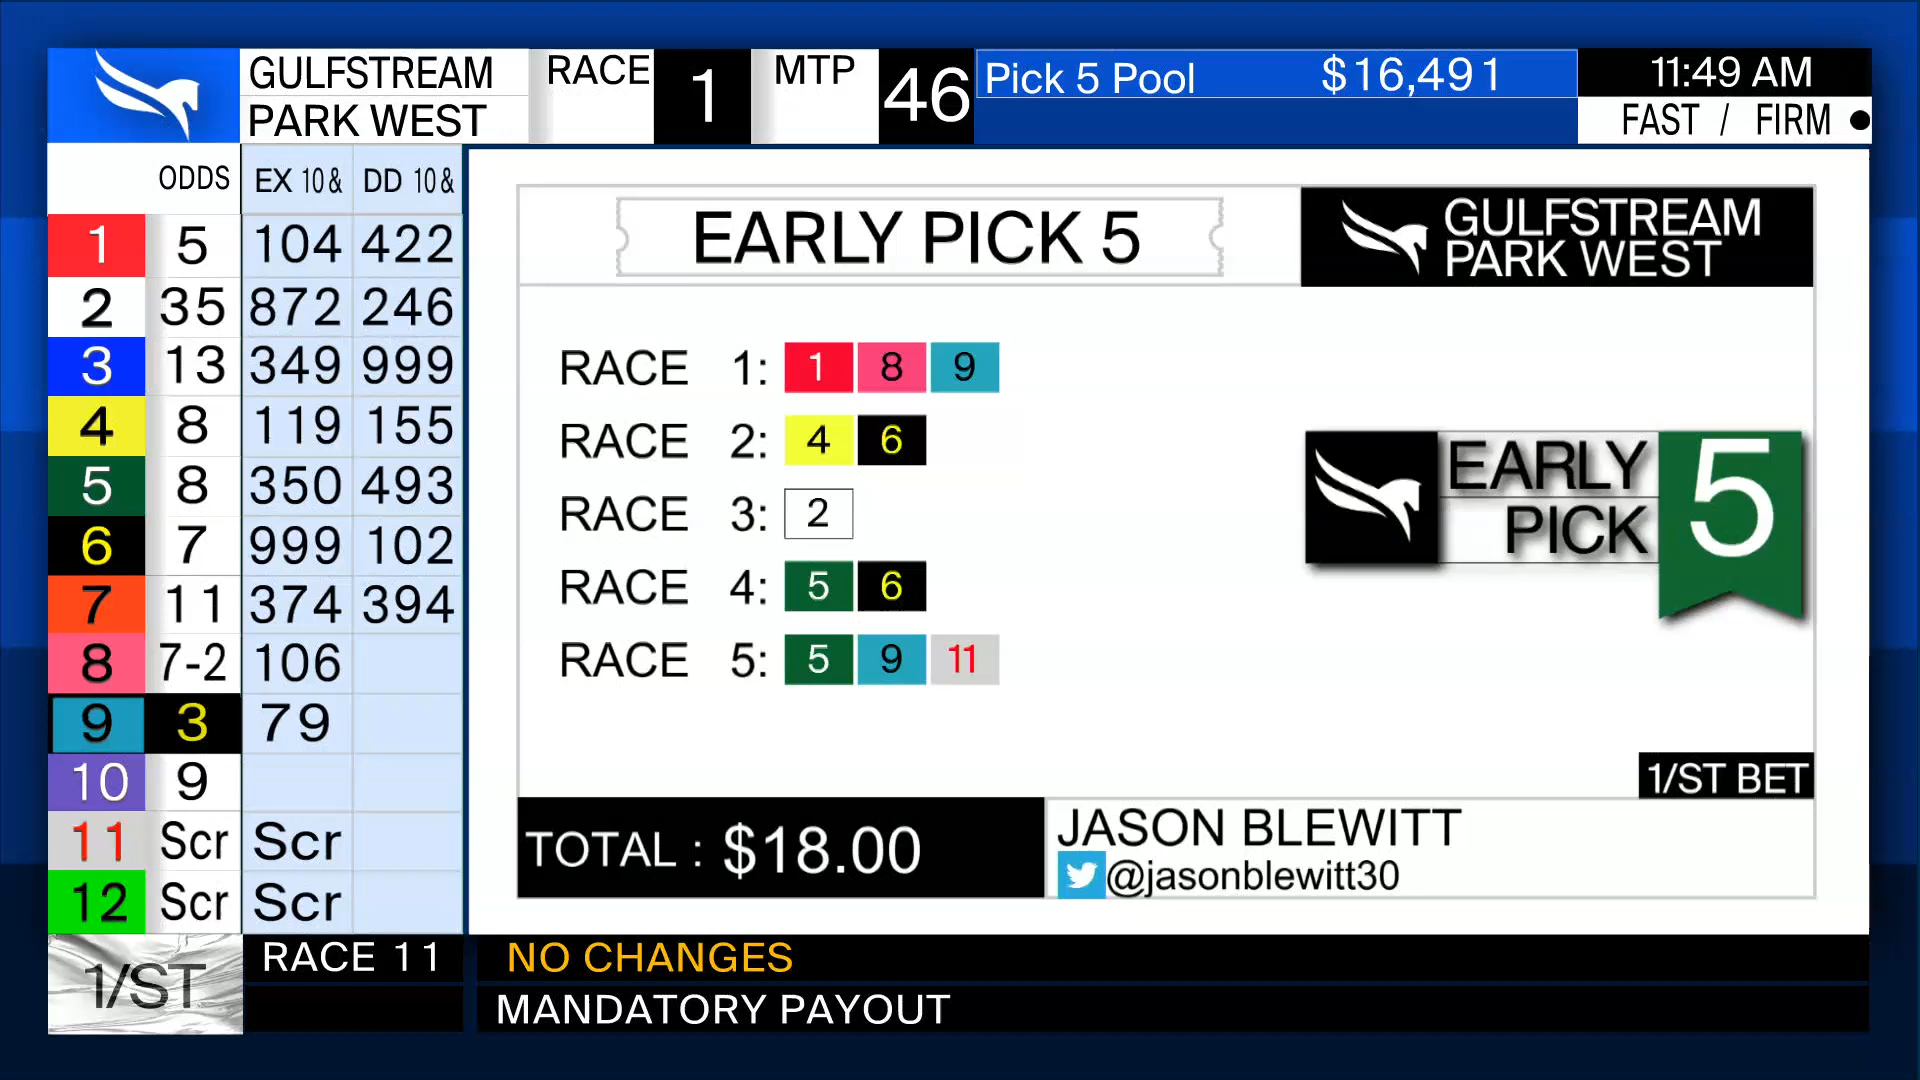 GULFSTREAM
PARK WEST
RACE 1 MTP 46
Pick 5 Pool $16,491
11:49 AM
FAST / FIRM
ODDS EX 10& DD 10&
1 5 104 422
2 35 872 246
3 13 349 999
4 8 119 155
5 8 350 493
6 7 999 102
7 11 374 394
8 7-2 106
9 3 79
10 9
11 Scr Scr
12 Scr Scr
EARLY PICK 5
GULFSTREAM
PARK WEST
RACE 1: 1 8 9
RACE 2: 4 6
RACE 3: 2
RACE 4: 5 6
RACE 5: 5 9 11
EARLY
PICK
5
1/ST BET
TOTAL : $18.00
JASON BLEWITT
@jasonblewitt30
1/ST
RACE 11 NO CHANGES
MANDATORY PAYOUT